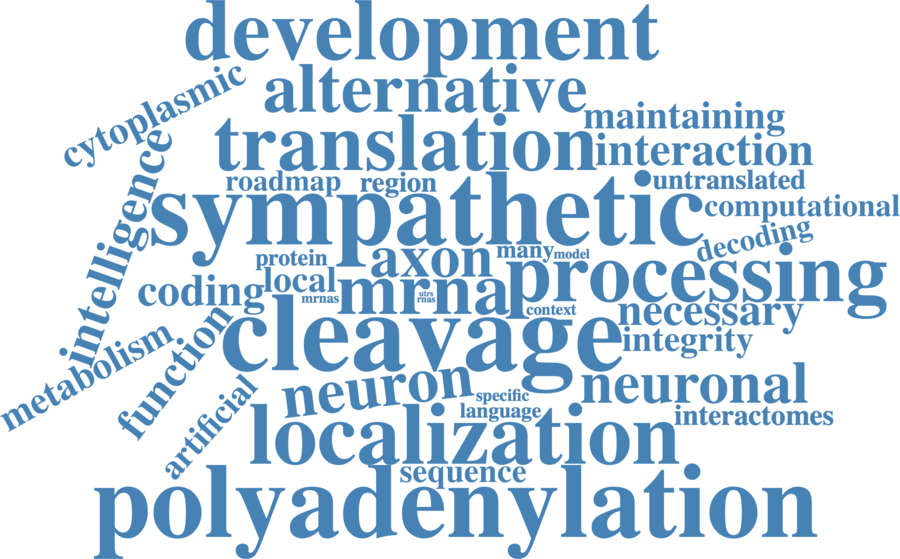 development
cytoplasmic
alternative
maintaining
translation
interaction
intelligence
roadmap
region
untranslated
sympathetic
computational
decoding
protein
axon
many
model
processing
local
coding
mrnas
mrna
utrs
rnas
context
necessary
function
cleavage
integrity
metabolism
neuron
neuronal
artificial
specific
language
interactomes
localization
sequence
polyadenylation